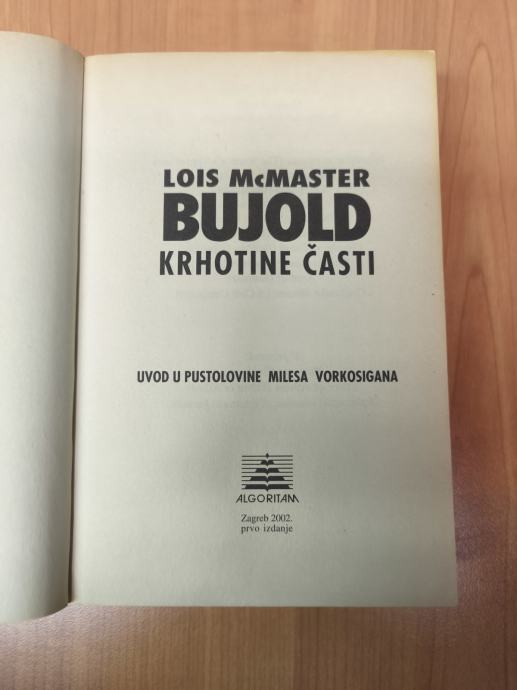 LOIS McMASTER
BUJOLD
KRHOTINE ČASTI
UVOD U PUSTOLOVINE MILESA VORKOSIGANA
ALGORITAM
Zagreb 2002.
prvo izdanje